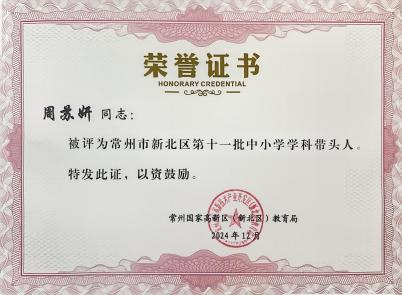 荣誉证书
HONORARY CREDENTIAL
周苏妍 同志：
被评为常州市新北区第十一批中小学学科带头人。
特发此证，以资鼓励。
常州国家高新区（新北区）教育局
2024年12月